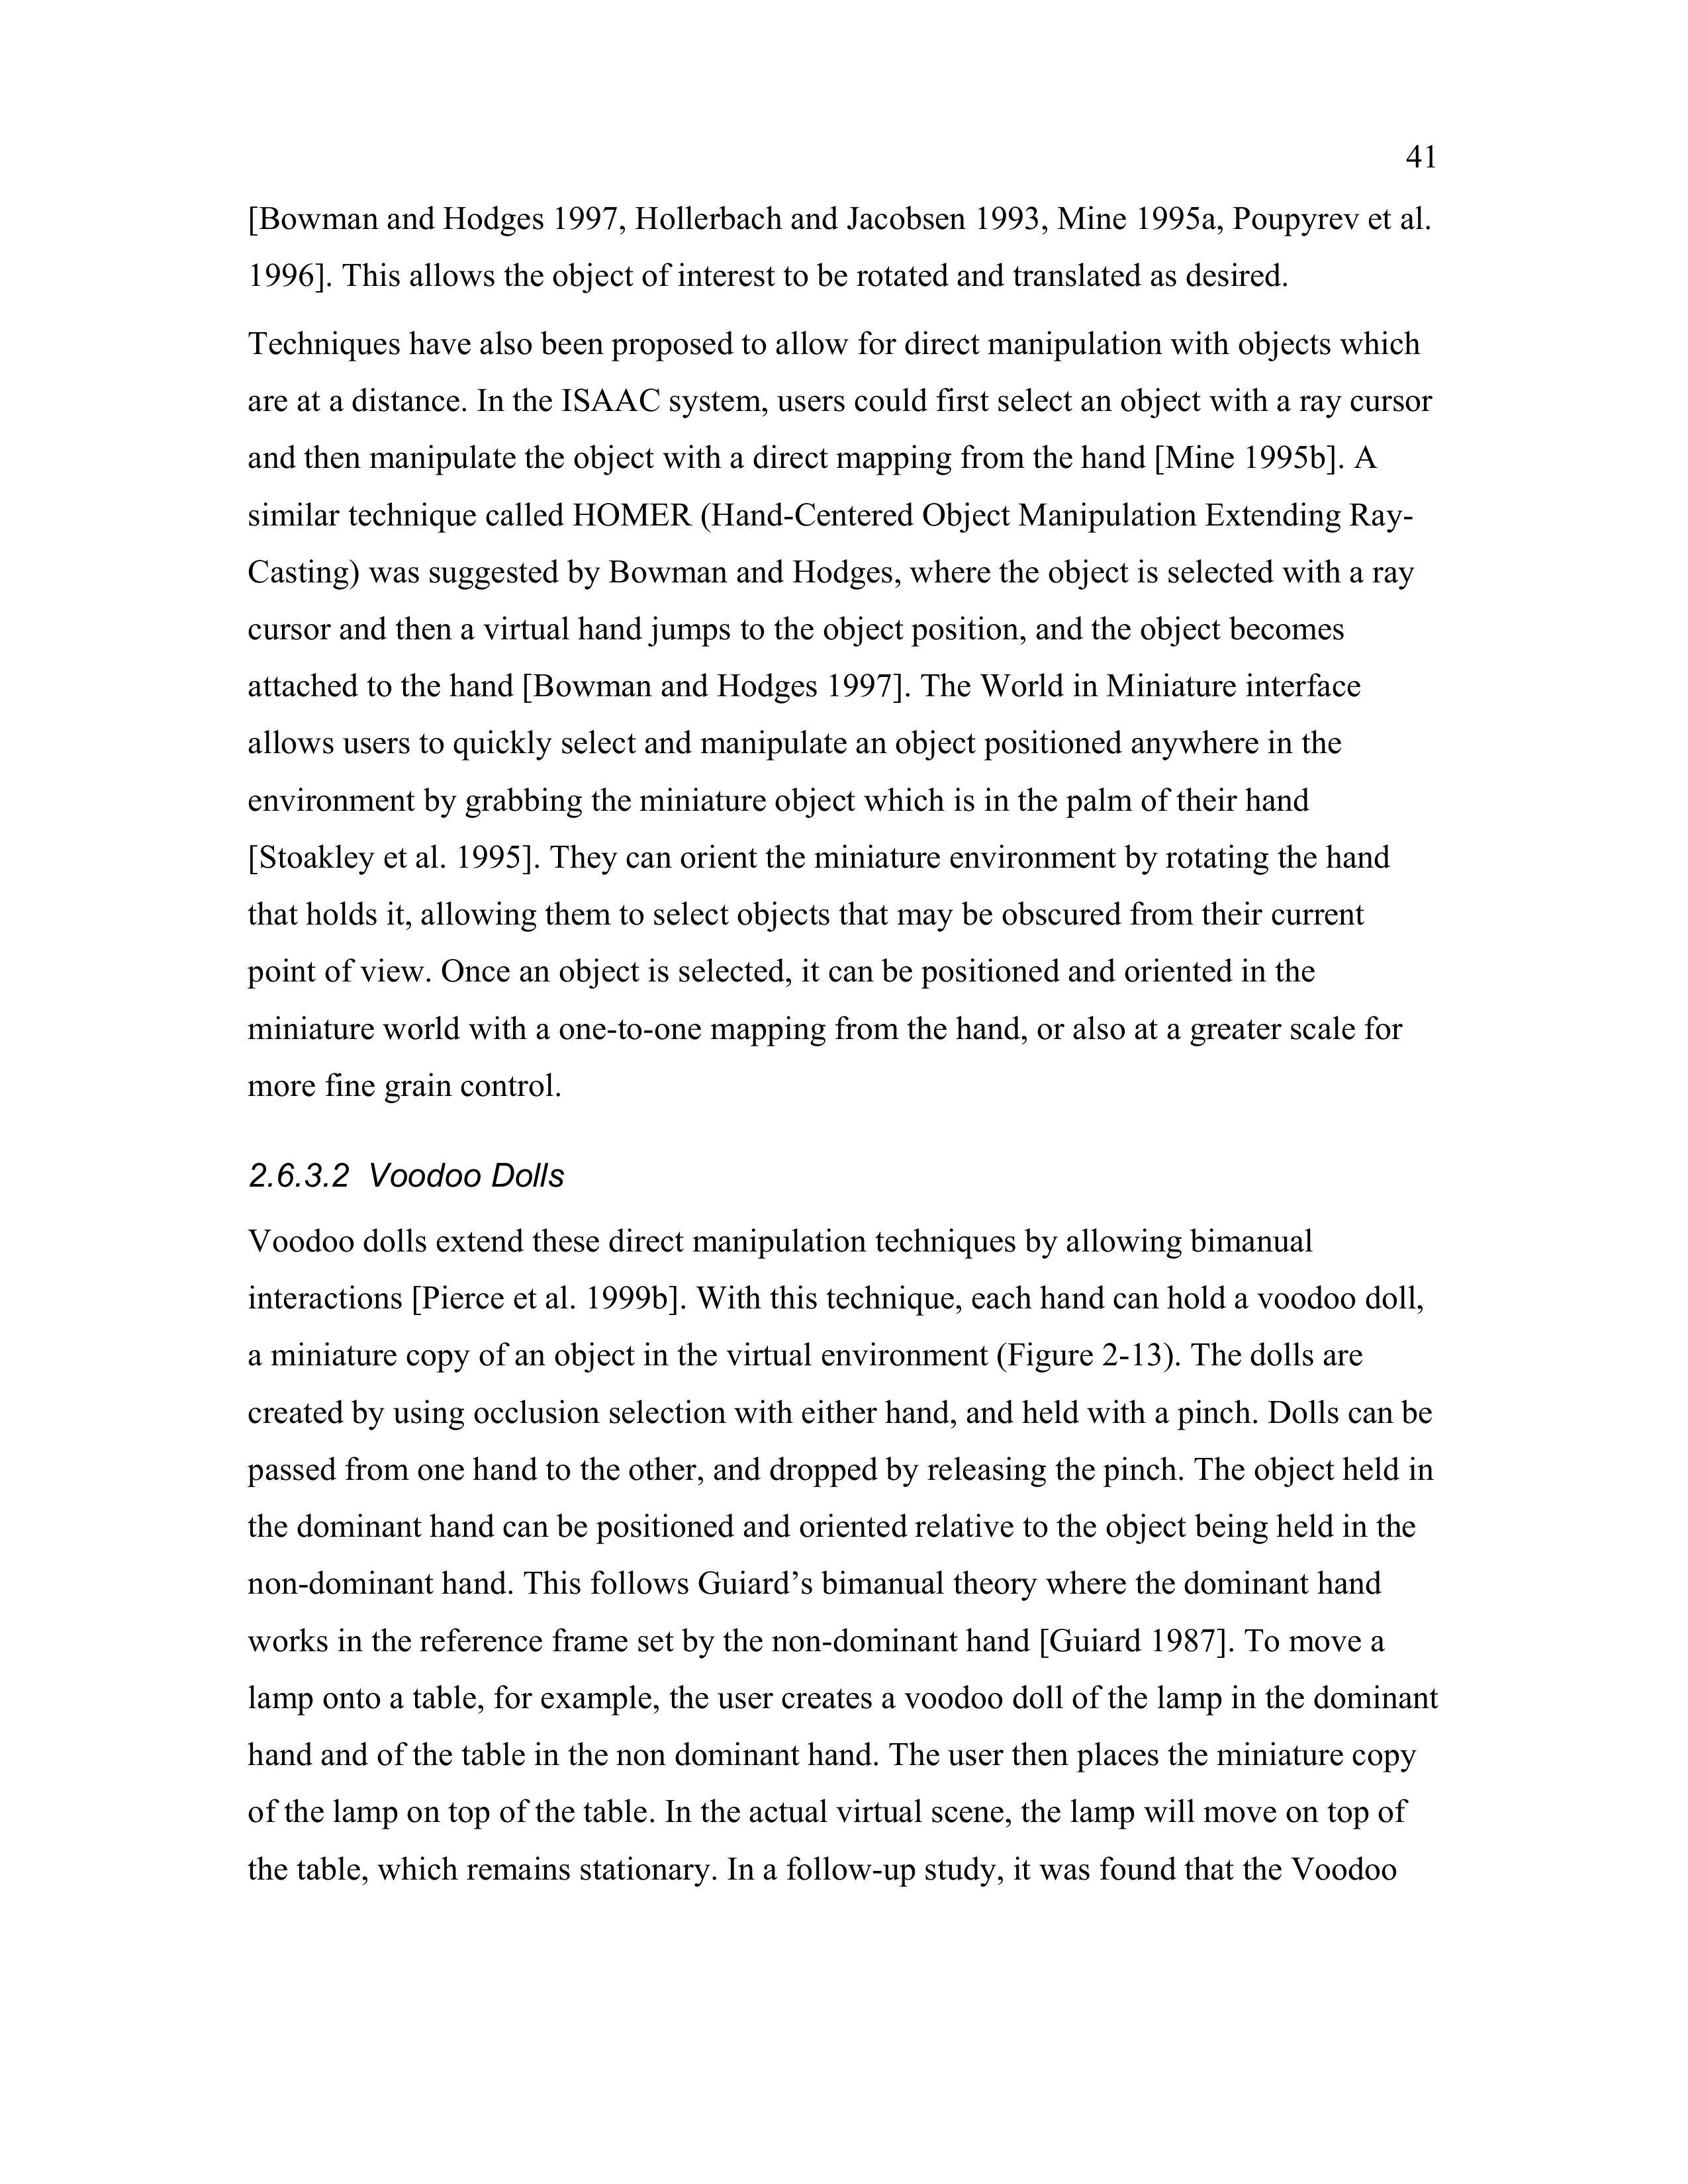 41
[Bowman and Hodges 1997, Hollerbach and Jacobsen 1993, Mine 1995a, Poupyrev et al.
1996]. This allows the object of interest to be rotated and translated as desired.
Techniques have also been proposed to allow for direct manipulation with objects which
are at a distance. In the ISAAC system, users could first select an object with a ray cursor
and then manipulate the object with a direct mapping from the hand [Mine 1995b]. A
similar technique called HOMER (Hand-Centered Object Manipulation Extending Ray-
Casting) was suggested by Bowman and Hodges, where the object is selected with a ray
cursor and then a virtual hand jumps to the object position, and the object becomes
attached to the hand [Bowman and Hodges 1997]. The World in Miniature interface
allows users to quickly select and manipulate an object positioned anywhere in the
environment by grabbing the miniature object which is in the palm of their hand
[Stoakley et al. 1995]. They can orient the miniature environment by rotating the hand
that holds it, allowing them to select objects that may be obscured from their current
point of view. Once an object is selected, it can be positioned and oriented in the
miniature world with a one-to-one mapping from the hand, or also at a greater scale for
more fine grain control.
2.6.3.2 Voodoo Dolls
Voodoo dolls extend these direct manipulation techniques by allowing bimanual
interactions [Pierce et al. 1999b]. With this technique, each hand can hold a voodoo doll,
a miniature copy of an object in the virtual environment (Figure 2-13). The dolls are
created by using occlusion selection with either hand, and held with a pinch. Dolls can be
passed from one hand to the other, and dropped by releasing the pinch. The object held in
the dominant hand can be positioned and oriented relative to the object being held in the
non-dominant hand. This follows Guiard’s bimanual theory where the dominant hand
works in the reference frame set by the non-dominant hand [Guiard 1987]. To move a
lamp onto a table, for example, the user creates a voodoo doll of the lamp in the dominant
hand and of the table in the non dominant hand. The user then places the miniature copy
of the lamp on top of the table. In the actual virtual scene, the lamp will move on top of
the table, which remains stationary. In a follow-up study, it was found that the Voodoo